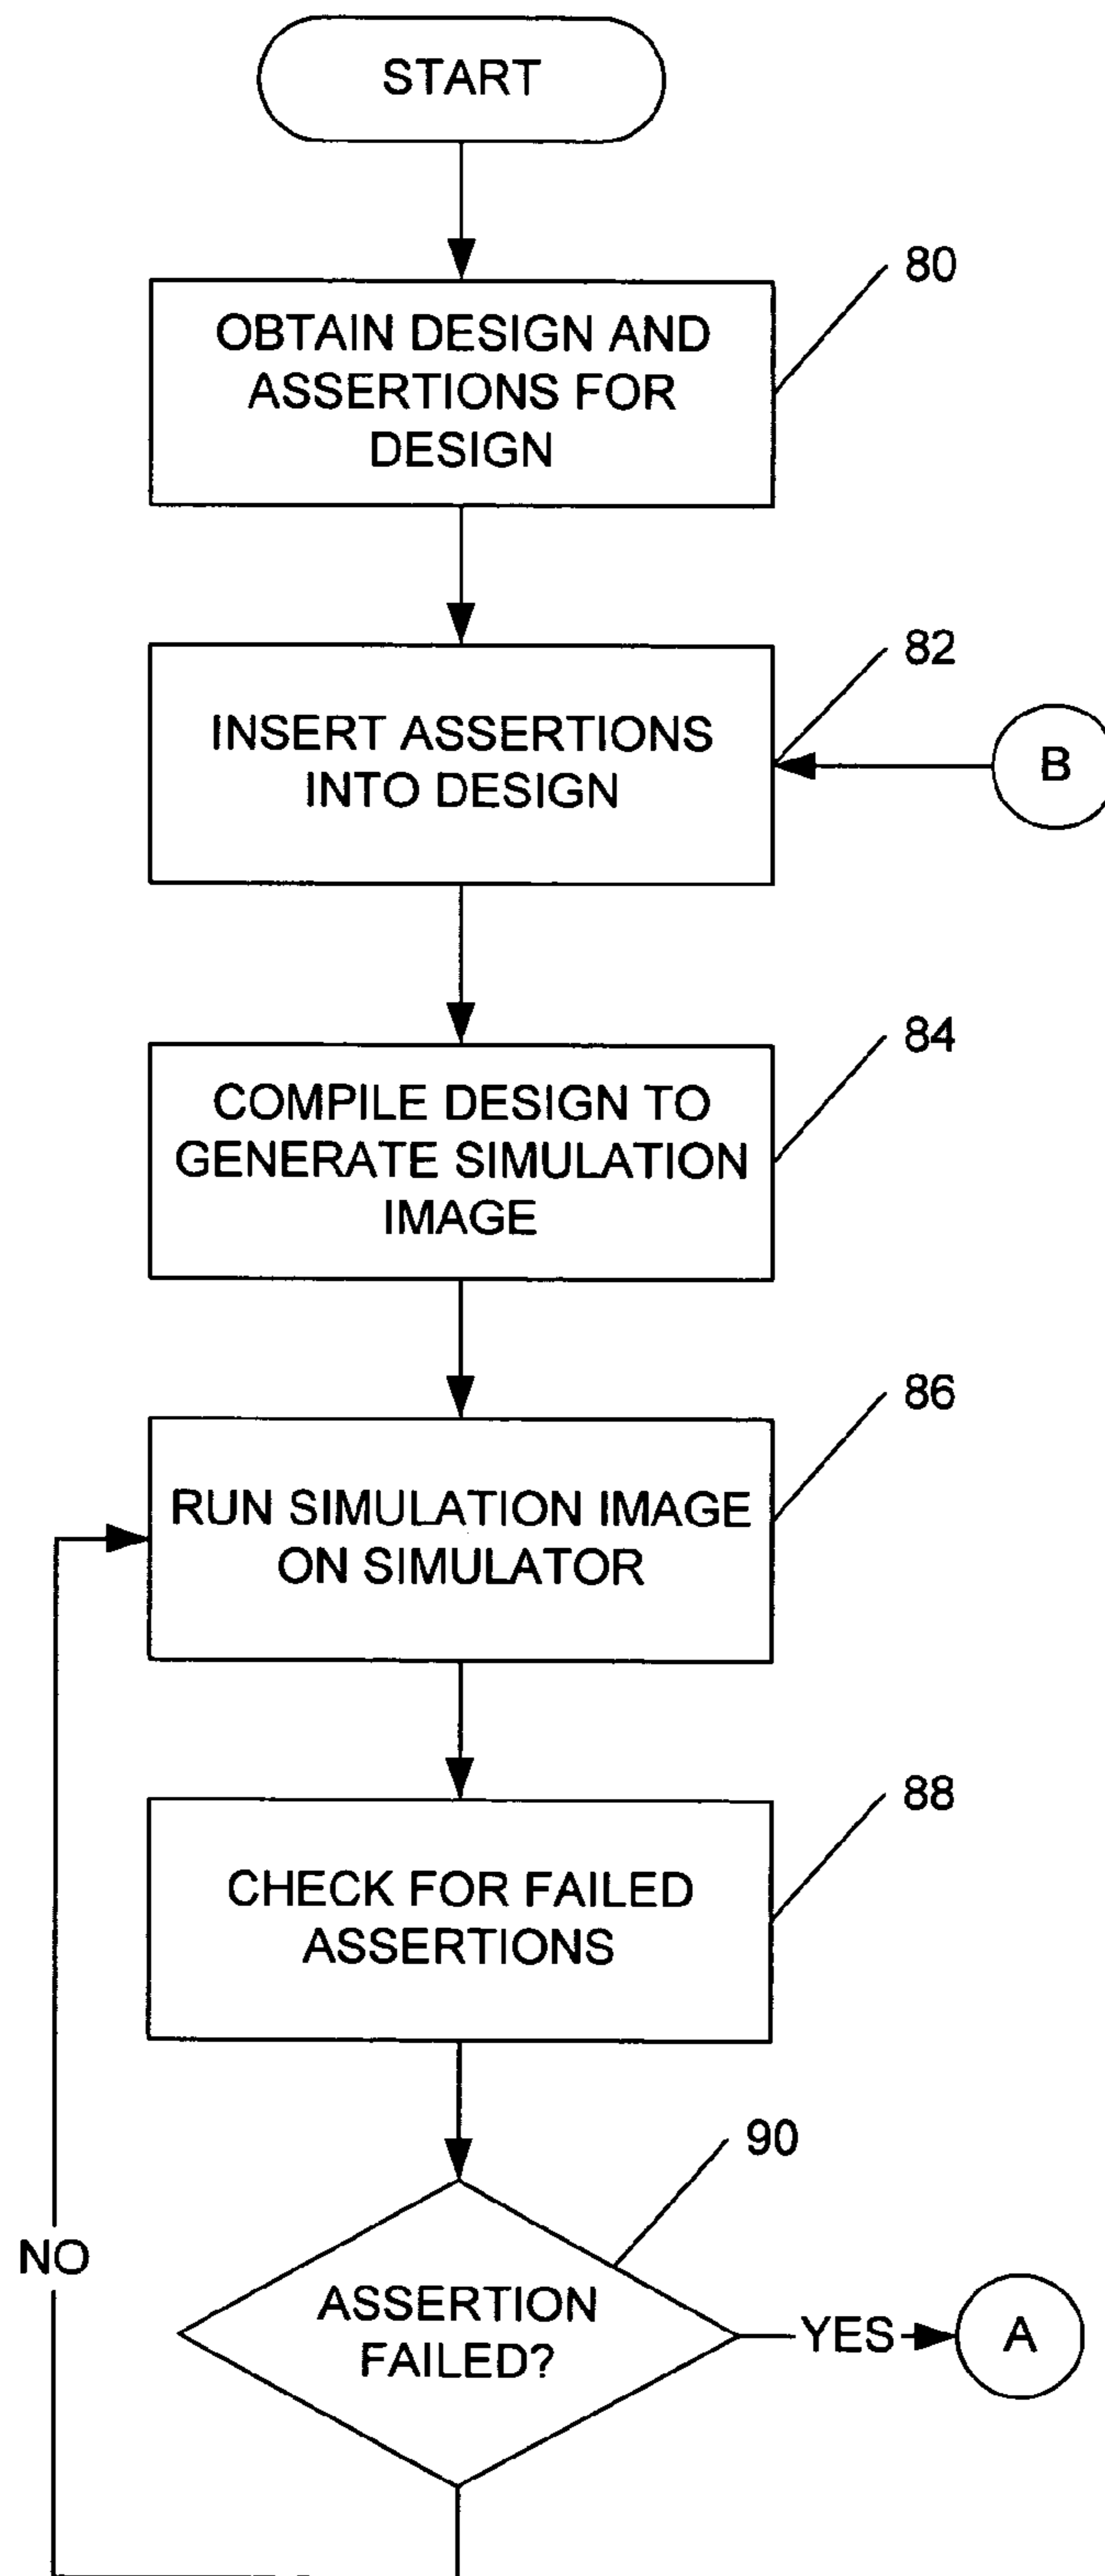 START
80
OBTAIN DESIGN AND
ASSERTIONS FOR
DESIGN
82
INSERT ASSERTIONS
INTO DESIGN
B
84
COMPILE DESIGN TO
GENERATE SIMULATION
IMAGE
86
RUN SIMULATION IMAGE
ON SIMULATOR
88
CHECK FOR FAILED
ASSERTIONS
90
NO
ASSERTION
FAILED?
YES
A